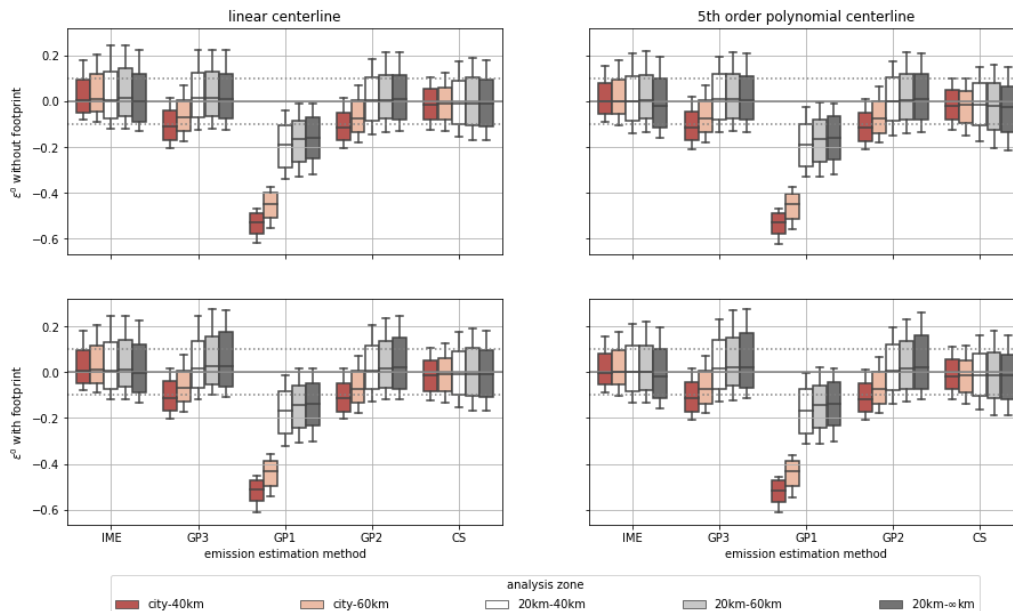 linear centerline
5th order polynomial centerline
ε⁰ without footprint
0.2
0.0
−0.2
−0.4
−0.6
ε⁰ with footprint
0.2
0.0
−0.2
−0.4
−0.6
IME GP3 GP1 GP2 CS
IME GP3 GP1 GP2 CS
emission estimation method
emission estimation method
analysis zone
city-40km city-60km 20km-40km 20km-60km 20km-∞km